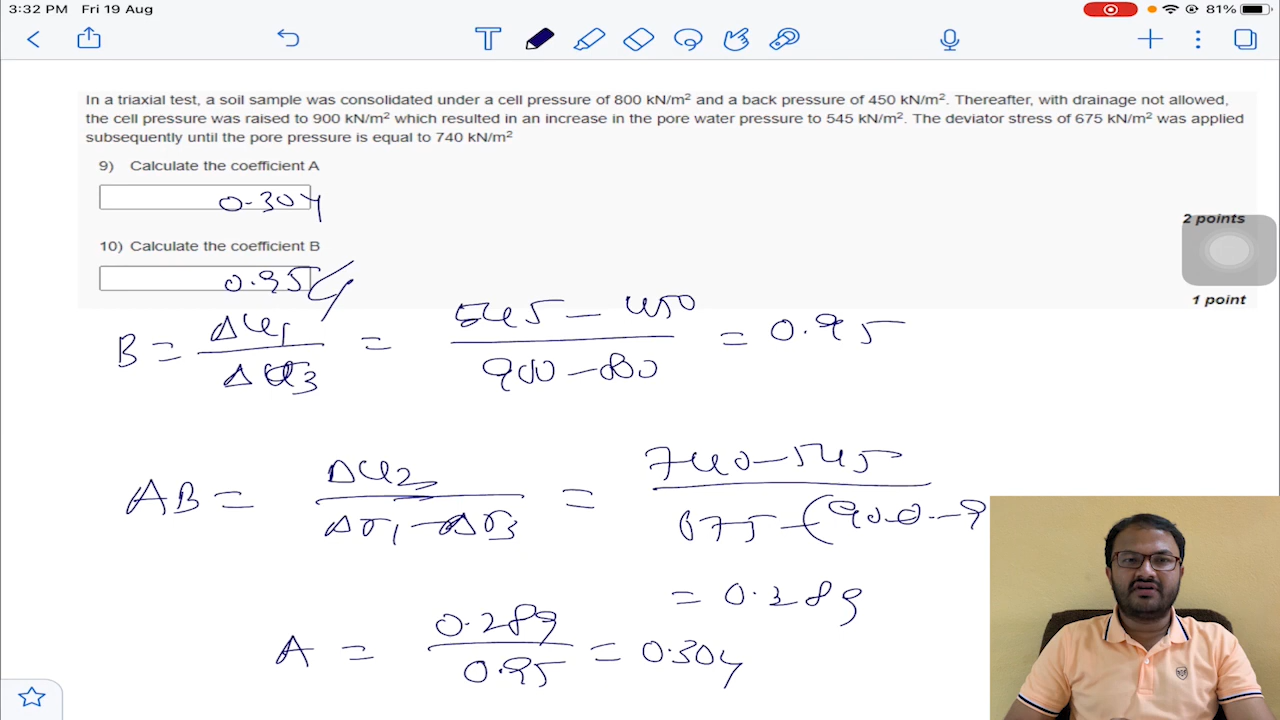 3:32 PM Fri 19 Aug
81%
In a triaxial test, a soil sample was consolidated under a cell pressure of 800 kN/m² and a back pressure of 450 kN/m². Thereafter, with drainage not allowed,
the cell pressure was raised to 900 kN/m² which resulted in an increase in the pore water pressure to 545 kN/m². The deviator stress of 675 kN/m² was applied
subsequently until the pore pressure is equal to 740 kN/m²
9) Calculate the coefficient A
0.304
2 points
10) Calculate the coefficient B
0.95
1 point
B = Δu₁ / Δσ₃ = 545 - 450 / 900 - 800 = 0.95
AB = Δu₂ / Δσ₁ - Δσ₃ = 740 - 545 / 675 - (900 - 9
= 0.289
A = 0.289 / 0.95 = 0.304